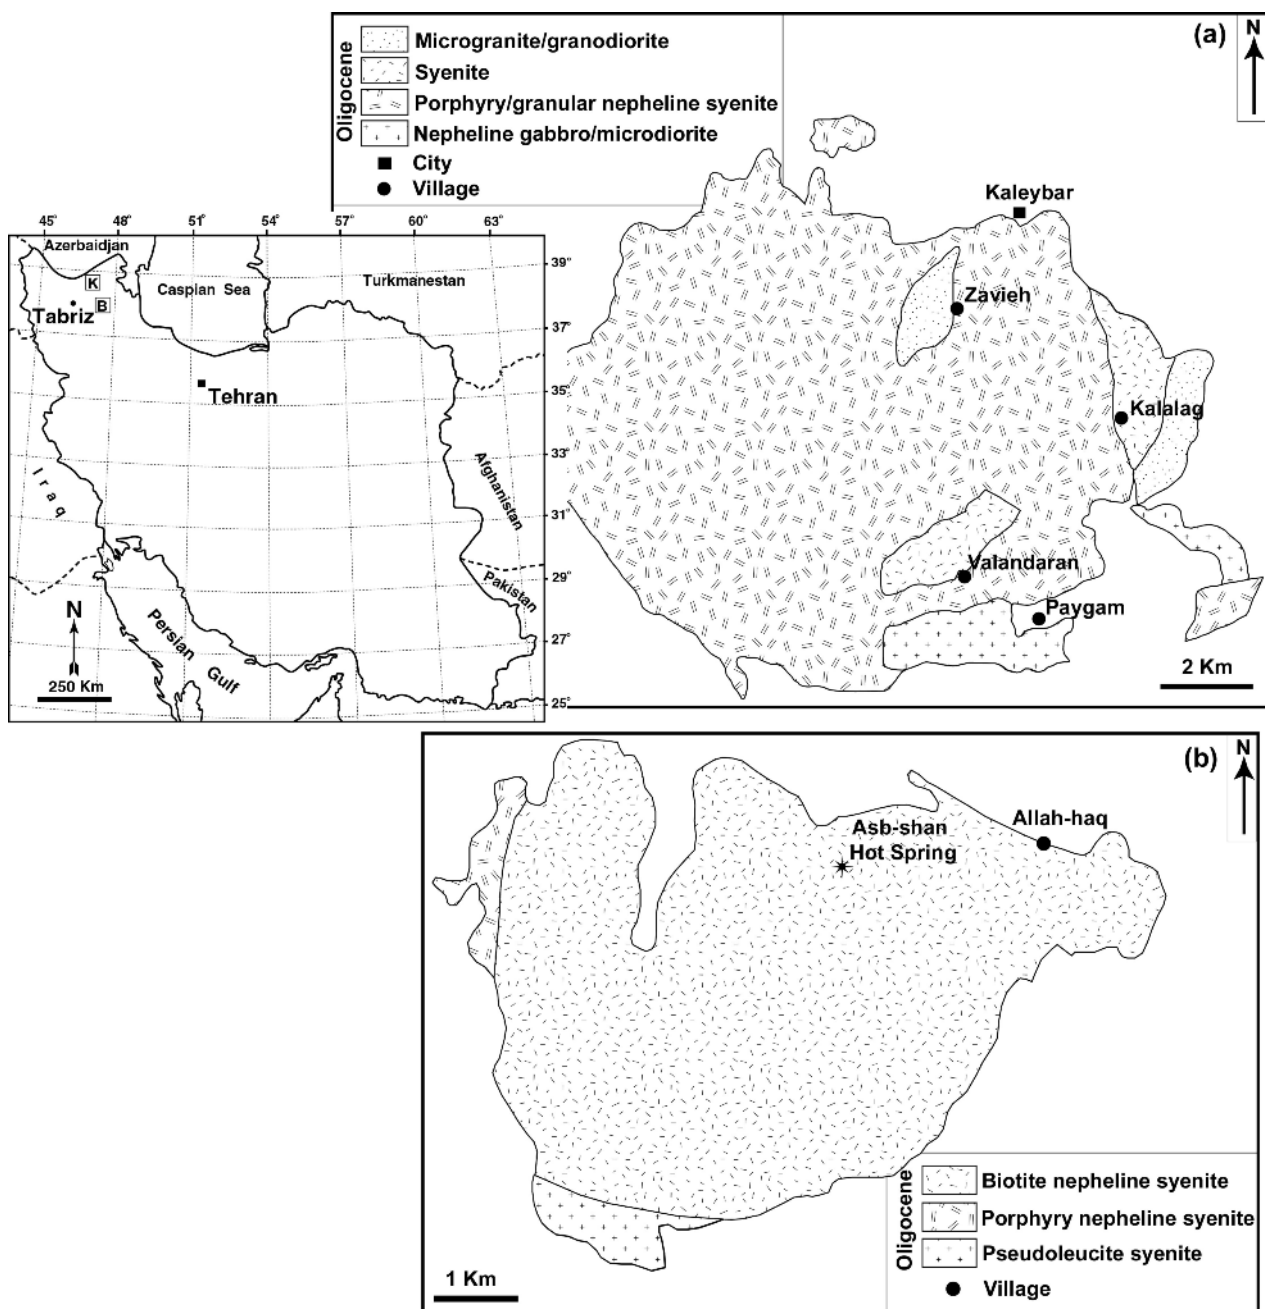 (a)
N
Oligocene
Microgranite/granodiorite
Syenite
Porphyry/granular nepheline syenite
Nepheline gabbro/microdiorite
City
Village
Kaleybar
Zavieh
Kalalag
Valandaran
Paygam
2 Km
45° 48° 51° 54° 57° 60° 63°
Azerbaidjan
K
B
Tabriz
Caspian Sea
Turkmanestan
Tehran
Iraq
Afghanistan
Pakistan
Persian Gulf
39°
37°
35°
33°
31°
29°
27°
25°
N
250 Km
(b)
N
Asb-shan
Hot Spring
Allah-haq
Oligocene
Biotite nepheline syenite
Porphyry nepheline syenite
Pseudoleucite syenite
Village
1 Km